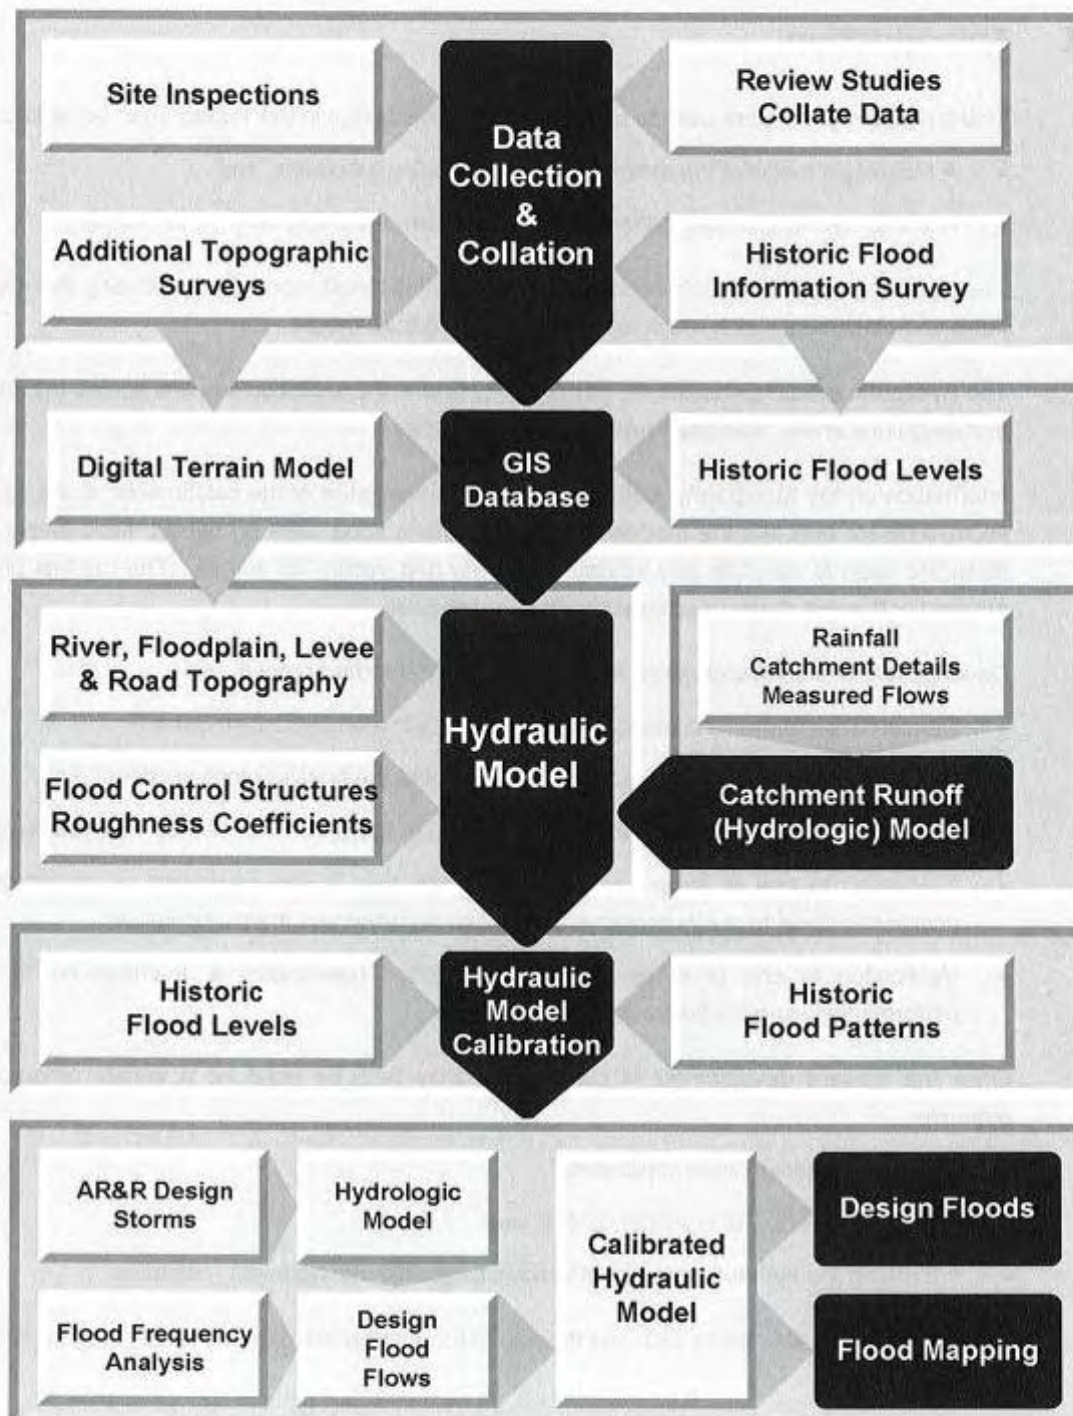 Site Inspections
Data
Collection
&
Collation
Review Studies
Collate Data
Additional Topographic
Surveys
Historic Flood
Information Survey
Digital Terrain Model
GIS
Database
Historic Flood Levels
River, Floodplain, Levee
& Road Topography
Hydraulic
Model
Rainfall
Catchment Details
Measured Flows
Flood Control Structures
Roughness Coefficients
Catchment Runoff
(Hydrologic) Model
Historic
Flood Levels
Hydraulic
Model
Calibration
Historic
Flood Patterns
AR&R Design
Storms
Hydrologic
Model
Calibrated
Hydraulic
Model
Design Floods
Flood Frequency
Analysis
Design
Flood
Flows
Flood Mapping